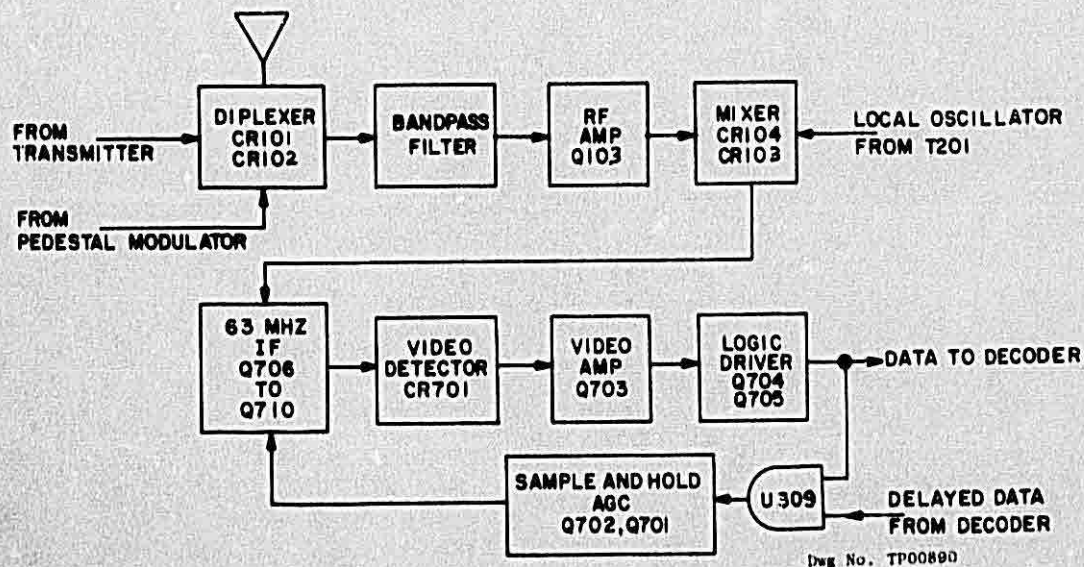 FROM
TRANSMITTER
DIPLEXER
CR101
CR102
BANDPASS
FILTER
RF
AMP
Q103
MIXER
CR104
CR103
LOCAL OSCILLATOR
FROM T201
FROM
PEDESTAL MODULATOR
63 MHZ
IF
Q706
TO
Q710
VIDEO
DETECTOR
CR701
VIDEO
AMP
Q703
LOGIC
DRIVER
Q704
Q705
DATA TO DECODER
SAMPLE AND HOLD
AGC
Q702,Q701
U309
DELAYED DATA
FROM DECODER
Dwg No. TP00890